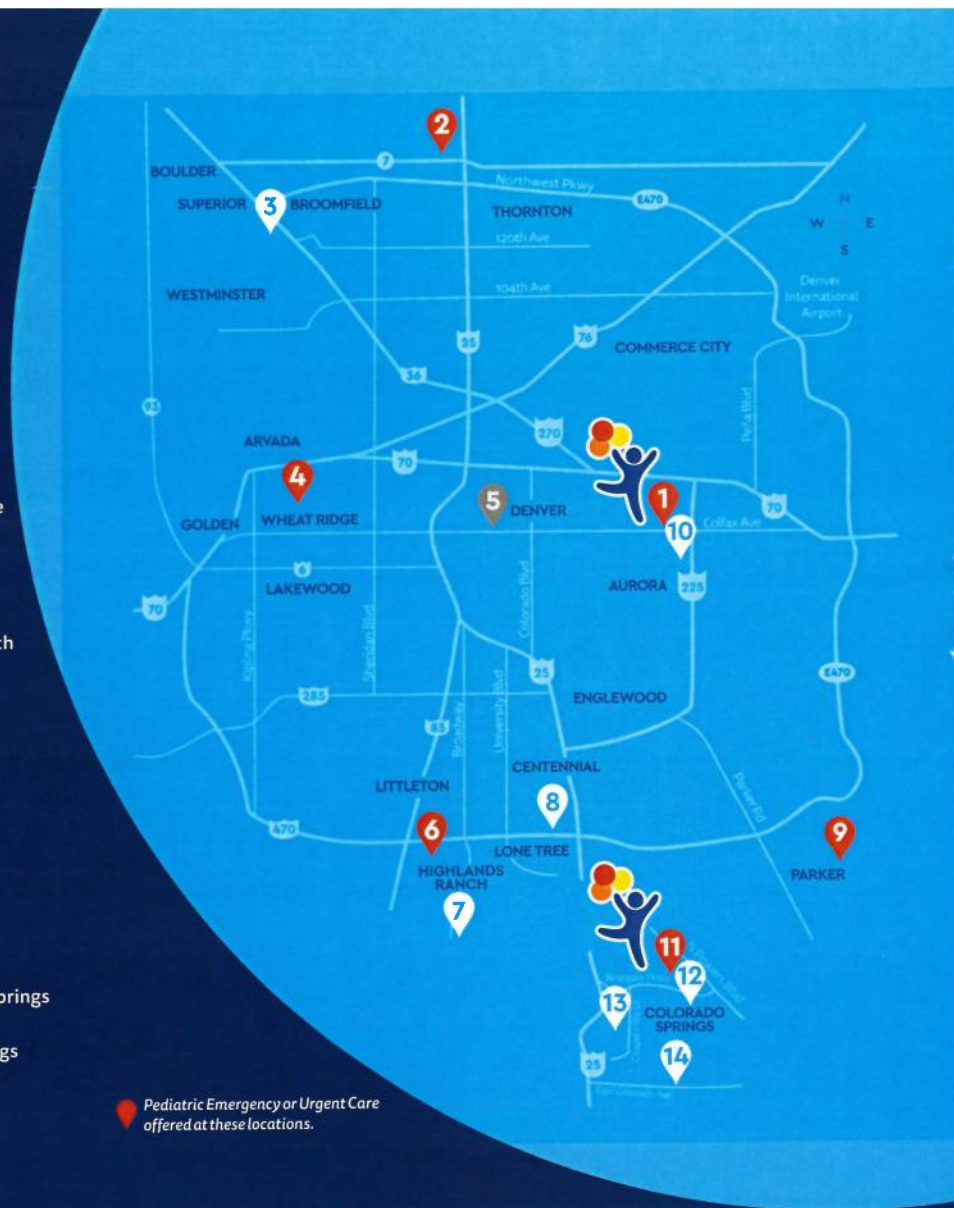 2
7
BOULDER
Northwest Pkwy
SUPERIOR
3
BROOMFIELD
THORNTON
E470
N
W E
S
120th Ave
WESTMINSTER
104th Ave
Denver
International
Airport
25
76
COMMERCE CITY
36
93
Peña Blvd
ARVADA
270
70
4
5
DENVER
1
70
e
GOLDEN
WHEAT RIDGE
10
Colfax Ave
6
LAKEWOOD
AURORA
225
70
Kipling Pkwy
Sheridan Blvd
Colorado Blvd
ch
25
E470
285
ENGLEWOOD
85
Broadway
University Blvd
CENTENNIAL
LITTLETON
8
Parker Rd
470
6
9
LONE TREE
HIGHLANDS
RANCH
PARKER
7
11
12
prings
13
COLORADO
SPRINGS
gs
14
25
Pediatric Emergency or Urgent Care
offered at these locations.